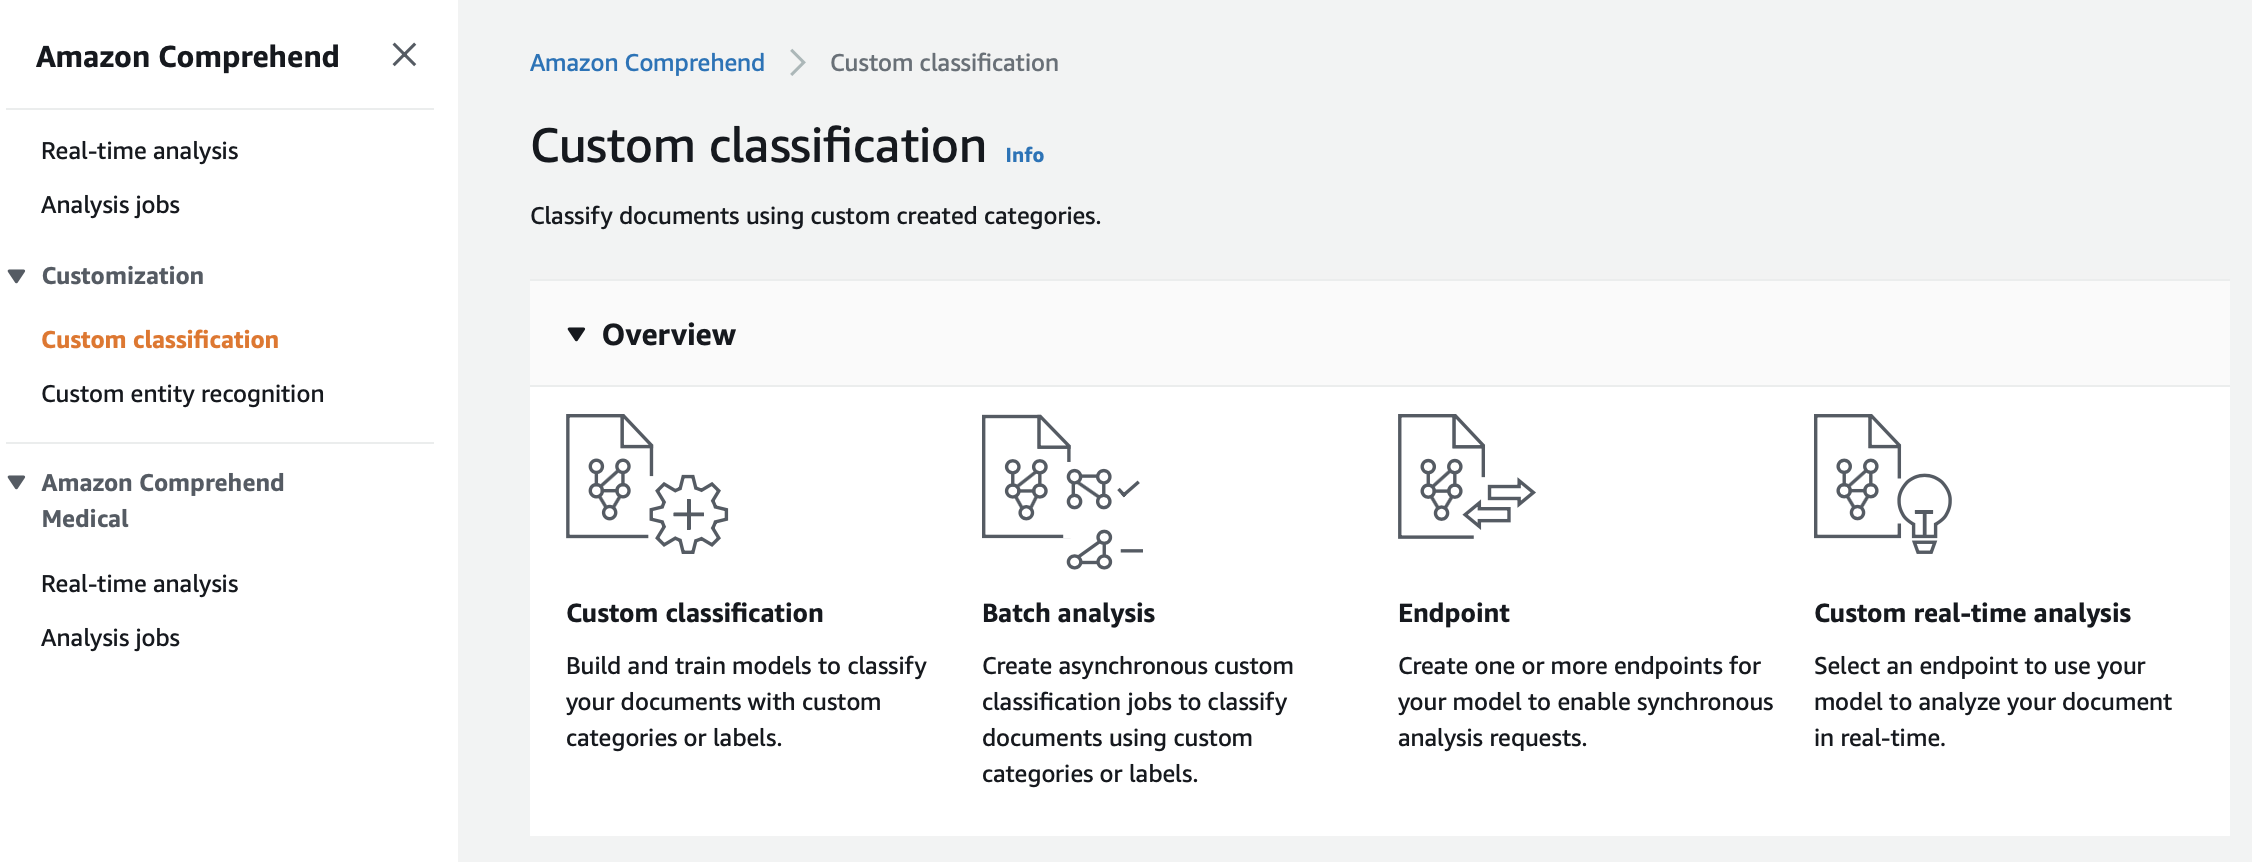 Amazon Comprehend
Real-time analysis
Analysis jobs
Customization
Custom classification
Custom entity recognition
Amazon Comprehend
Medical
Real-time analysis
Analysis jobs
Amazon Comprehend Custom classification
Custom classification Info
Classify documents using custom created categories.
Overview
Custom classification
Build and train models to classify
your documents with custom
categories or labels.
Batch analysis
Create asynchronous custom
classification jobs to classify
documents using custom
categories or labels.
Endpoint
Create one or more endpoints for
your model to enable synchronous
analysis requests.
Custom real-time analysis
Select an endpoint to use your
model to analyze your document
in real-time.